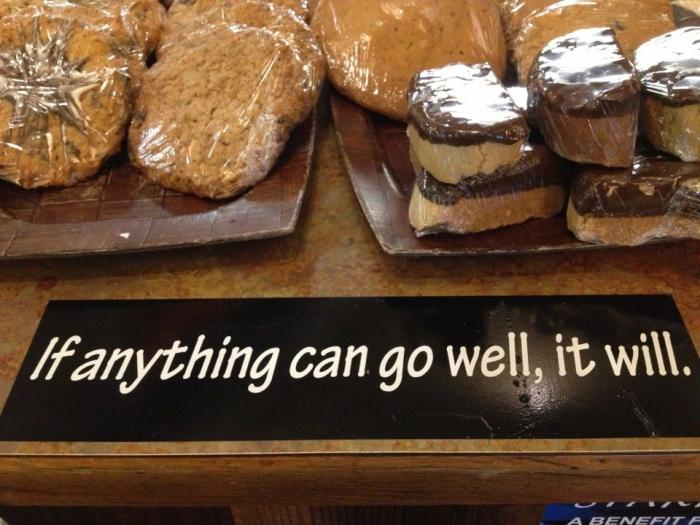 If anything can go well, it will.
A BENEFIT